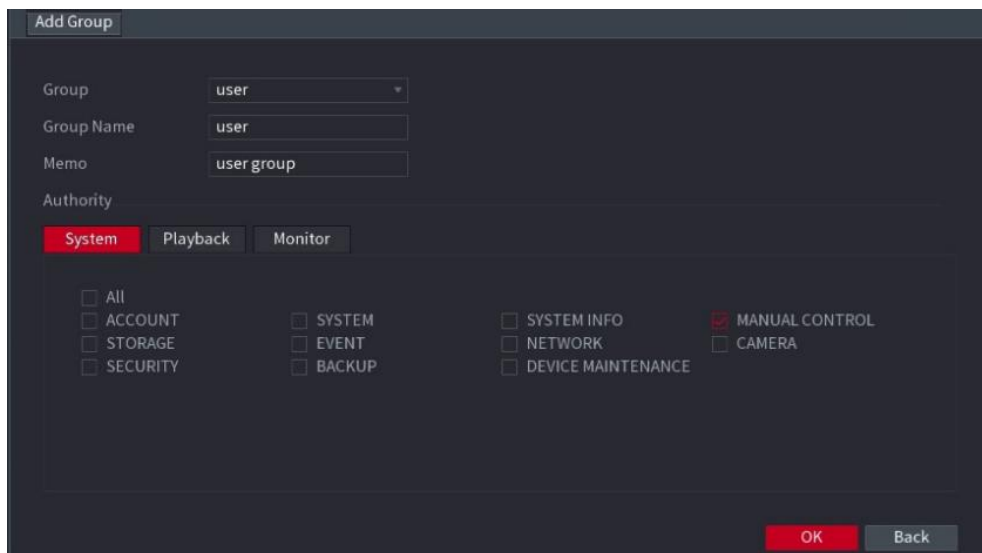 Add Group
Group user
Group Name user
Memo user group
Authority
System Playback Monitor
All
ACCOUNT SYSTEM SYSTEM INFO MANUAL CONTROL
STORAGE EVENT NETWORK CAMERA
SECURITY BACKUP DEVICE MAINTENANCE
OK Back